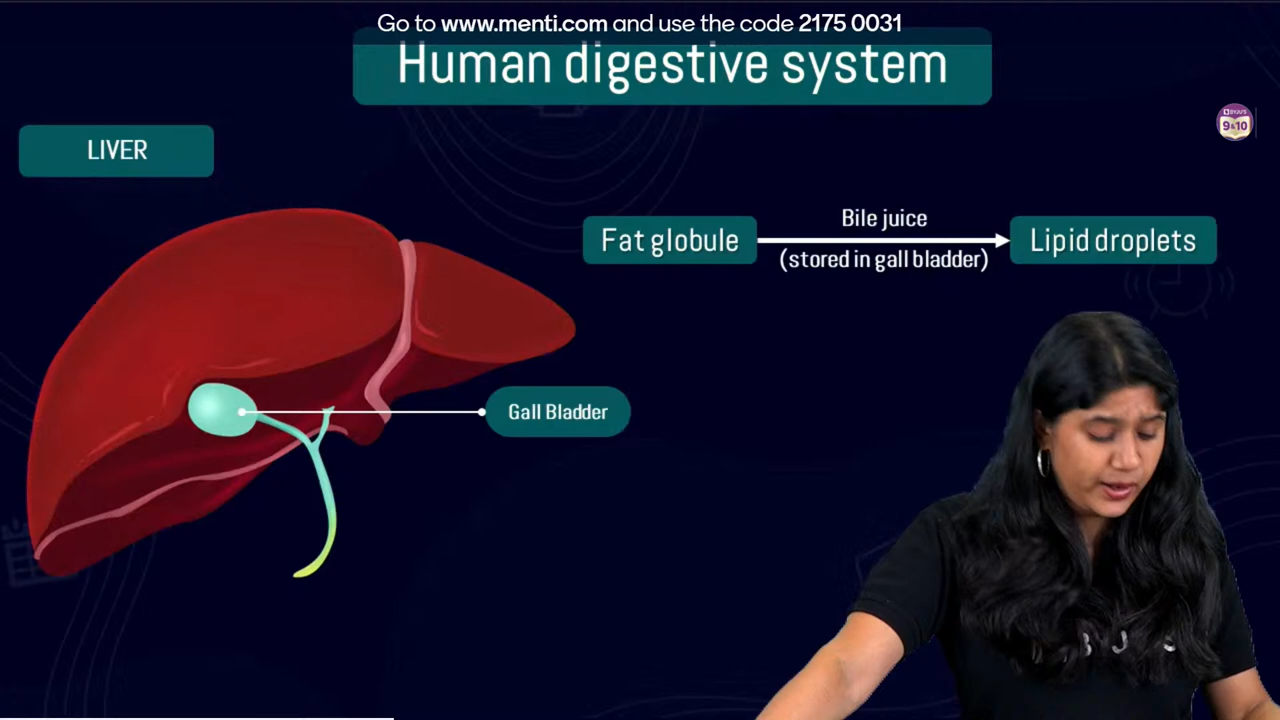 Go to www.menti.com and use the code 2175 0031
Human digestive system
BYJU'S
9&10
LIVER
Bile juice
Fat globule
Lipid droplets
(stored in gall bladder)
Gall Bladder